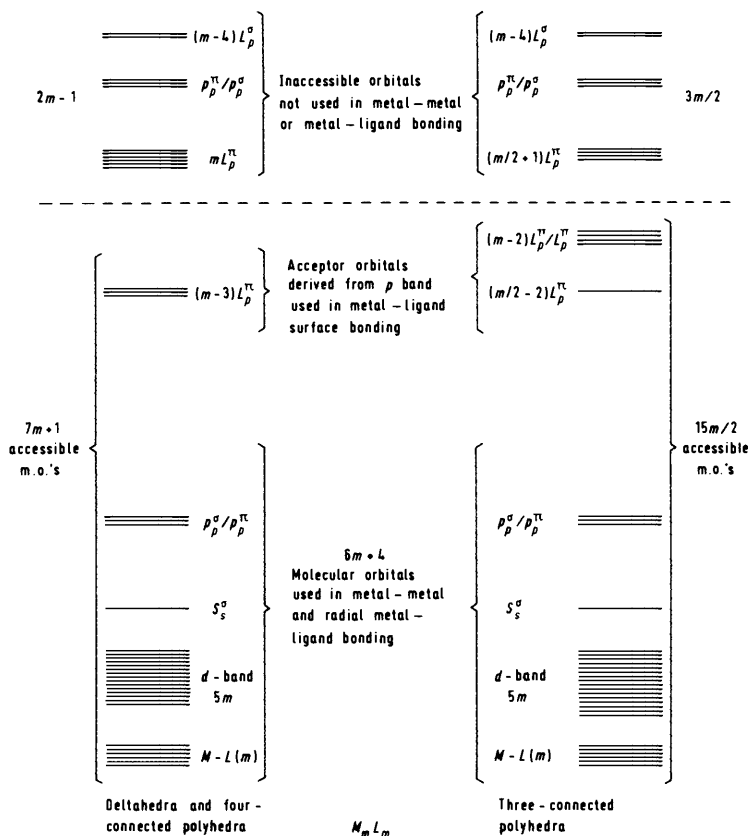 (m-4)L_p^σ
2m-1
p_p^π/p_p^σ
mL_p^π
Inaccessible orbitals
not used in metal-metal
or metal-ligand bonding
(m-4)L_p^σ
p_p^π/p_p^σ
3m/2
(m/2+1)L_p^π
(m-3)L_p^π
Acceptor orbitals
derived from p band
used in metal-ligand
surface bonding
(m-2)L_p^π/L_p^π
(m/2-2)L_p^π
7m+1
accessible
m.o.'s
15m/2
accessible
m.o.'s
p_p^σ/p_p^π
S_s^σ
d-band
5m
M-L(m)
6m+4
Molecular orbitals
used in metal-metal
and radial metal-
ligand bonding
p_p^σ/p_p^π
S_s^σ
d-band
5m
M-L(m)
Deltahedra and four-
connected polyhedra
M_mL_m
Three-connected
polyhedra